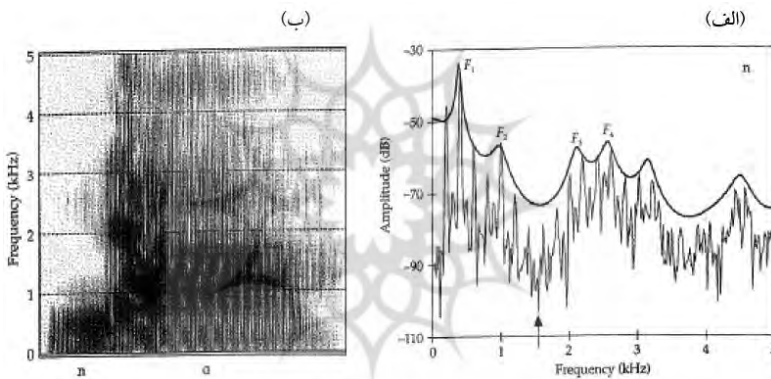 (الف)
−30
−50
−70
−90
−110
Amplitude (dB)
F₁
F₂
F₃
F₄
n
0 1 2 3 4 5
Frequency (kHz)
(ب)
5
4
3
2
1
0
Frequency (kHz)
n ɑ